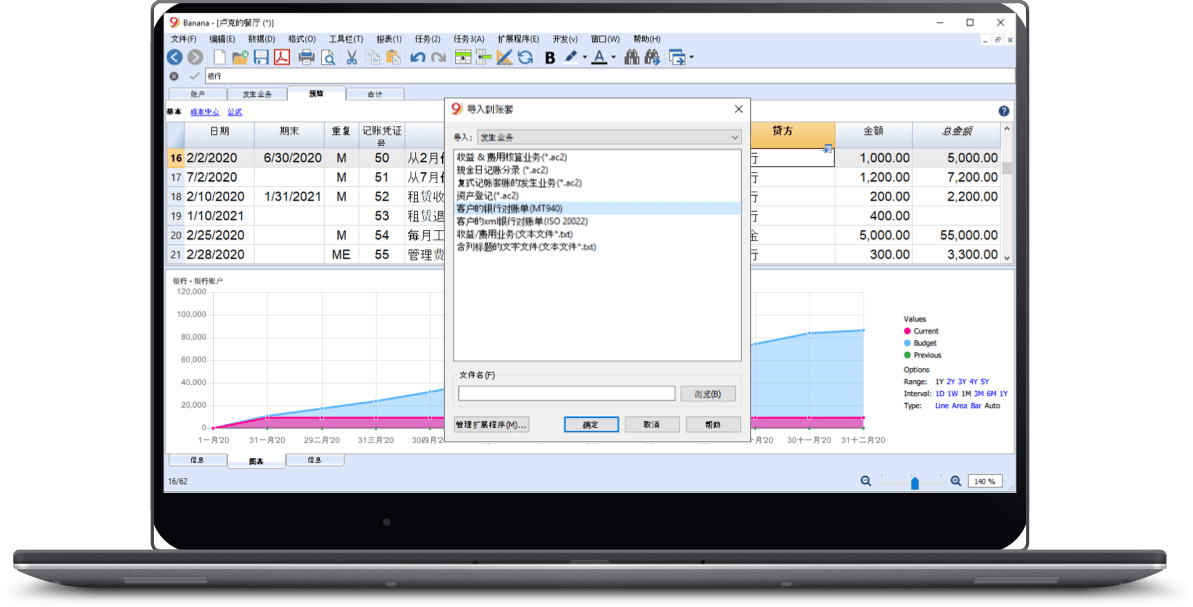 Banana - [卢克的餐厅 (*)]
文件(F) 编辑(E) 数据(D) 格式(O) 工具栏(T) 报表(1) 任务(2) 任务3(A) 扩展程序(E) 开发(v) 窗口(W) 帮助(H)
银行
账户 发生业务 预算 合计
基本 成本中心 公式
日期 期末 重复 记账凭证号 贷方 金额 总金额
16 2/2/2020 6/30/2020 M 50 从2月 行 1,000.00 5,000.00
17 7/2/2020 M 51 从7月 行 1,200.00 7,200.00
18 2/10/2020 1/31/2021 M 52 租赁收 行 200.00 2,200.00
19 1/10/2021 53 租赁退 行 400.00
20 2/25/2020 M 54 每月工 金 5,000.00 55,000.00
21 2/28/2020 ME 55 管理费 行 300.00 3,300.00
导入到账套
导入: 发生业务
收益 & 费用核算业务(*.ac2)
现金日记账分录 (*.ac2)
复式记帐套账的发生业务(*.ac2)
资产登记(*.ac2)
客户的银行对账单(MT940)
客户的xml银行对账单(ISO 20022)
收益/费用业务(文本文件*.txt)
含列标题的文字文件(文本文件*.txt)
文件名(F)
浏览(B)
管理扩展程序(M)... 确定 取消 帮助
银行 - 银行账户
120,000
100,000
80,000
60,000
40,000
20,000
0
1一月'20 31一月'20 29二月'20 31三月'20 30四月'2 十月'20 30十一月'20 31十二月'20
Values
Current
Budget
Previous
Options
Range: 1Y 2Y 3Y 4Y 5Y
Interval: 1D 1W 1M 3M 6M 1Y
Type: Line Area Bar Auto
信息 图表 信息
16/62
140 %